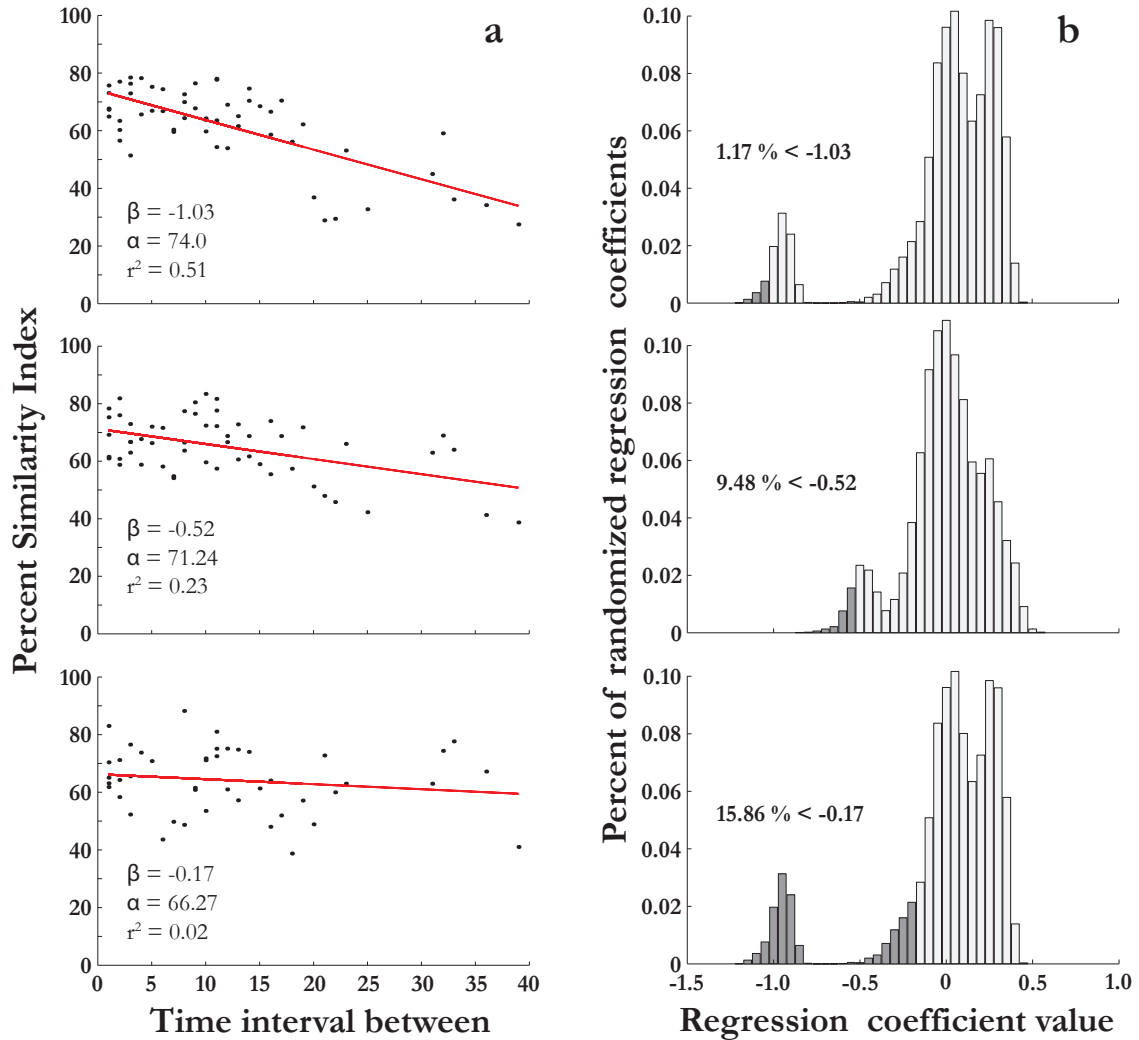 a
Percent Similarity Index
100
80
60
40
20
0
β = -1.03
α = 74.0
r² = 0.51
100
80
60
40
20
0
β = -0.52
α = 71.24
r² = 0.23
100
80
60
40
20
0
β = -0.17
α = 66.27
r² = 0.02
0 5 10 15 20 25 30 35 40
Time interval between
b
Percent of randomized regression coefficients
0.10
0.08
0.06
0.04
0.02
0
1.17 % < -1.03
0.10
0.08
0.06
0.04
0.02
0
9.48 % < -0.52
0.10
0.08
0.06
0.04
0.02
0
15.86 % < -0.17
-1.5 -1.0 -0.5 0 0.5 1.0
Regression coefficient value